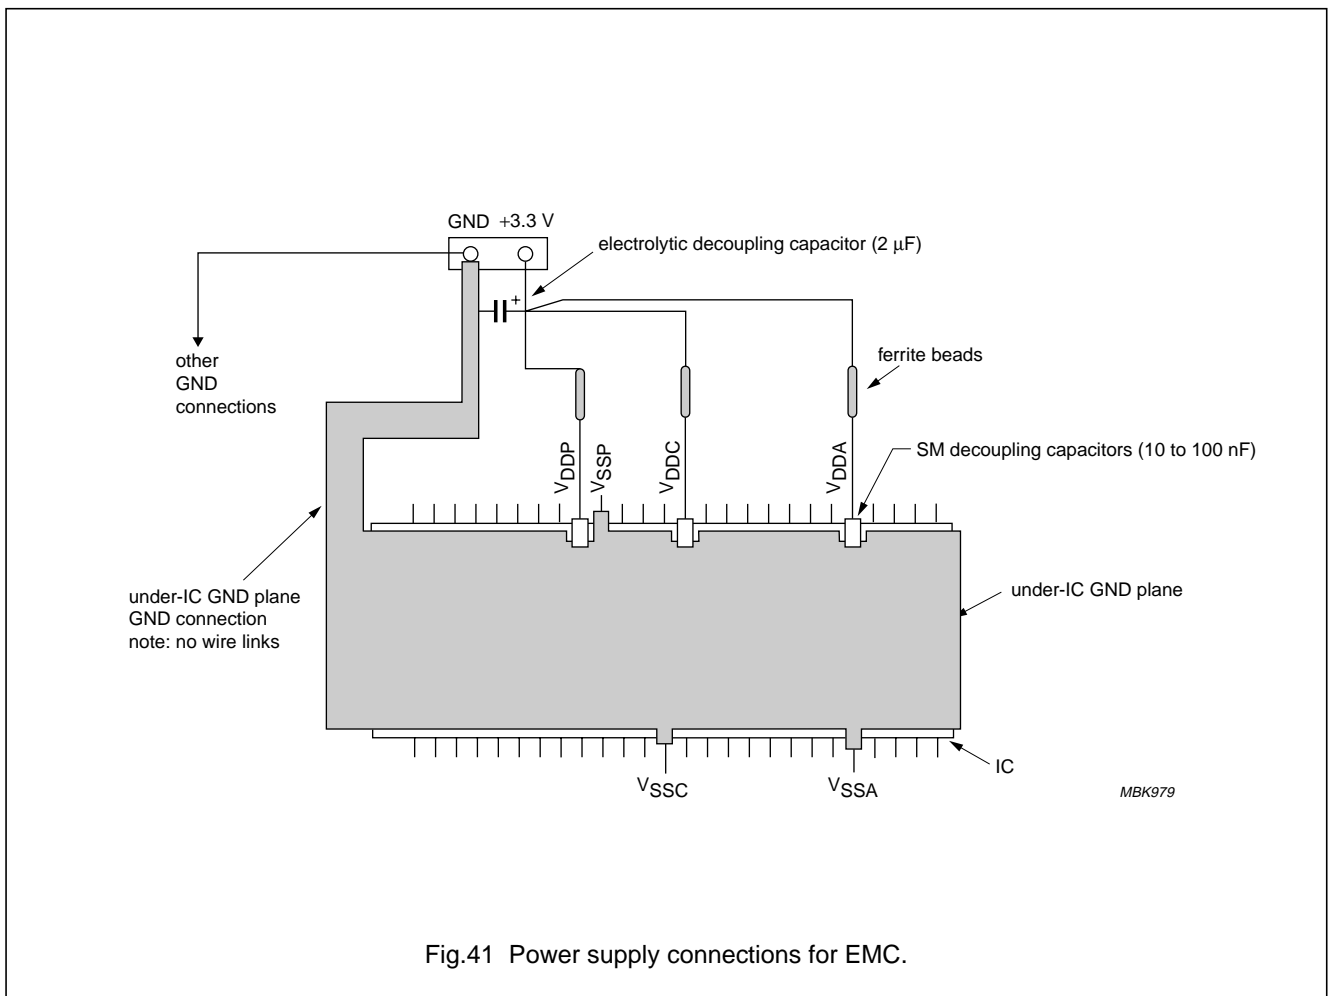 GND +3.3 V
electrolytic decoupling capacitor (2 μF)
+
other
GND
connections
ferrite beads
VDDP
VSSP
VDDC
VDDA
SM decoupling capacitors (10 to 100 nF)
under-IC GND plane
GND connection
note: no wire links
under-IC GND plane
IC
VSSC
VSSA
MBK979
Fig.41 Power supply connections for EMC.